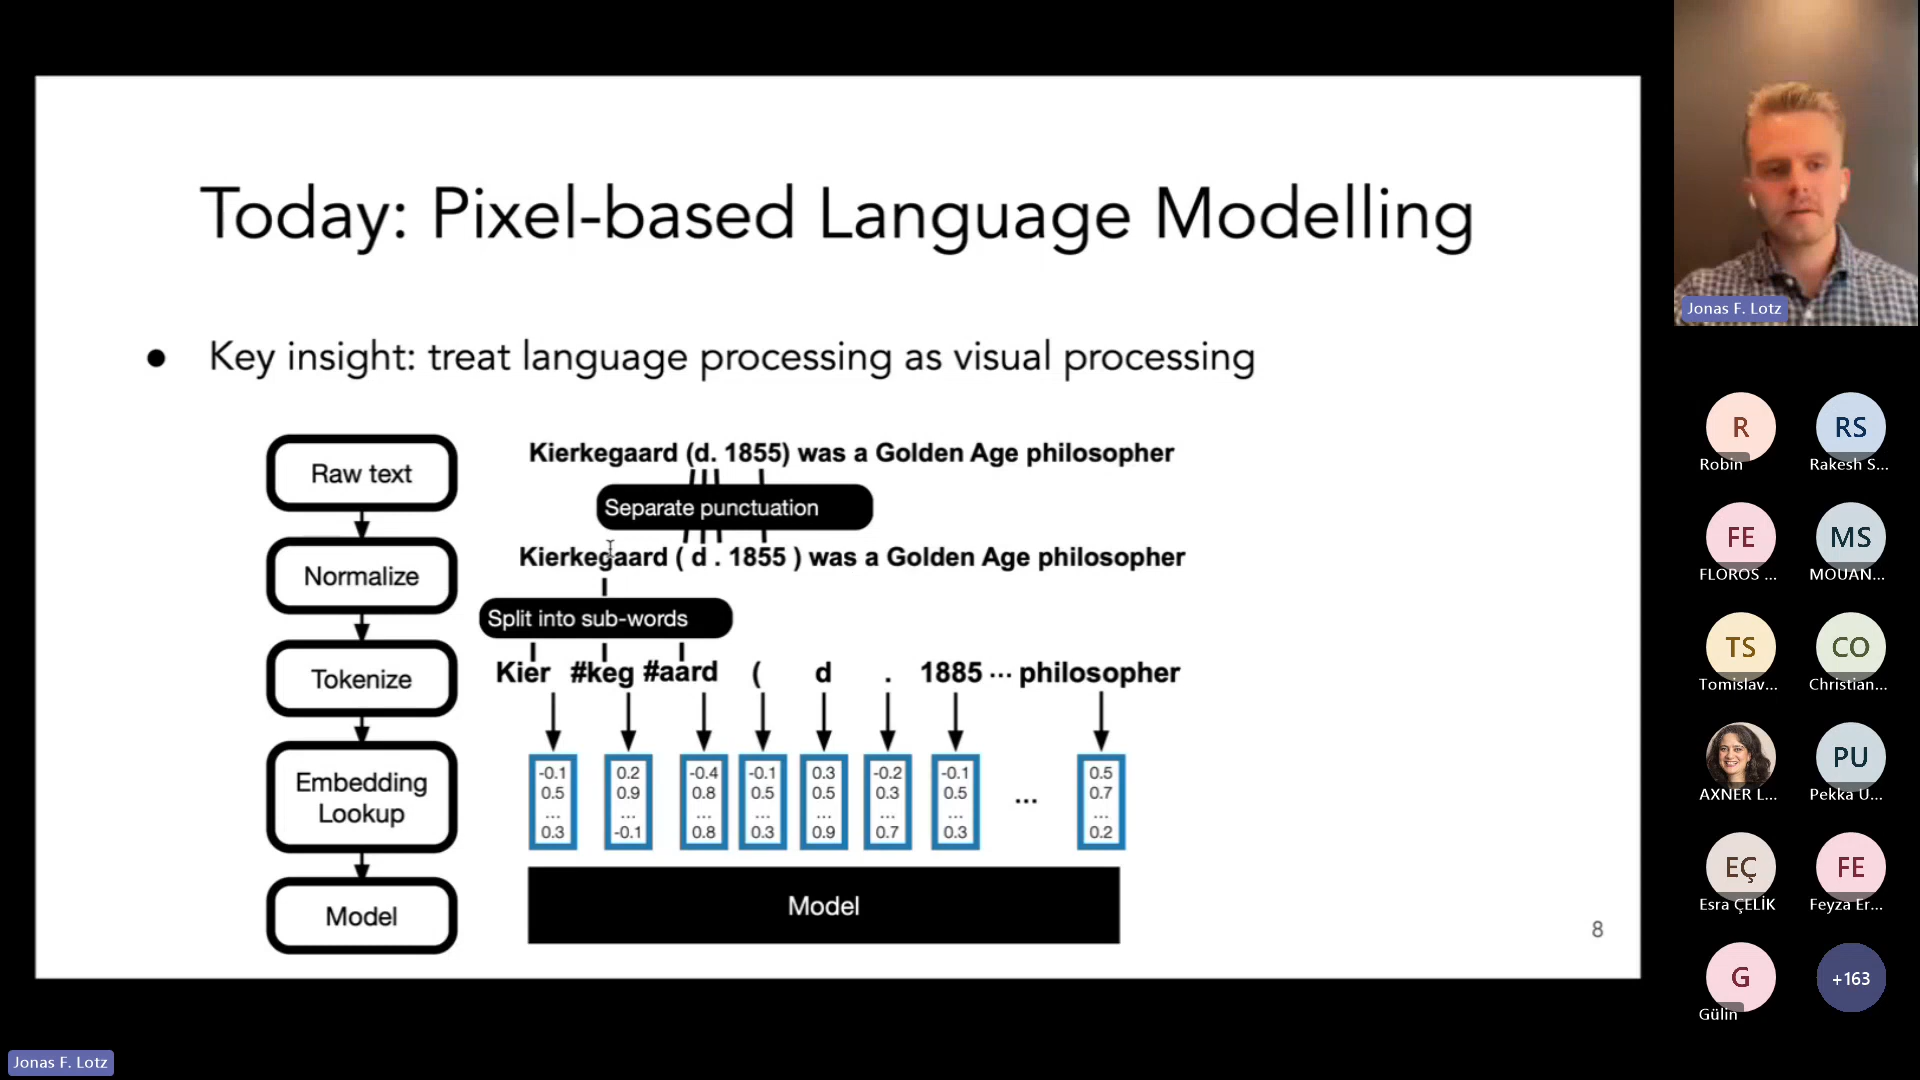 Today: Pixel-based Language Modelling
● Key insight: treat language processing as visual processing
Raw text
Normalize
Tokenize
Embedding
Lookup
Model
Kierkegaard (d. 1855) was a Golden Age philosopher
Separate punctuation
Kierkegaard ( d . 1855 ) was a Golden Age philosopher
Split into sub-words
Kier #keg #aard ( d . 1885 ... philosopher
-0.1 0.2 -0.4 -0.1 0.3 -0.2 -0.1 0.5
0.5 0.9 0.8 0.5 0.5 0.3 0.5 ... 0.7
... ... ... ... ... ... ... ...
0.3 -0.1 0.8 0.3 0.9 0.7 0.3 0.2
Model
8
Jonas F. Lotz
R RS
Robin Rakesh S...
FE MS
FLOROS ... MOUAN...
TS CO
Tomislav... Christian...
PU
AXNER L... Pekka U...
EÇ FE
Esra ÇELİK Feyza Er...
G +163
Gülin
Jonas F. Lotz